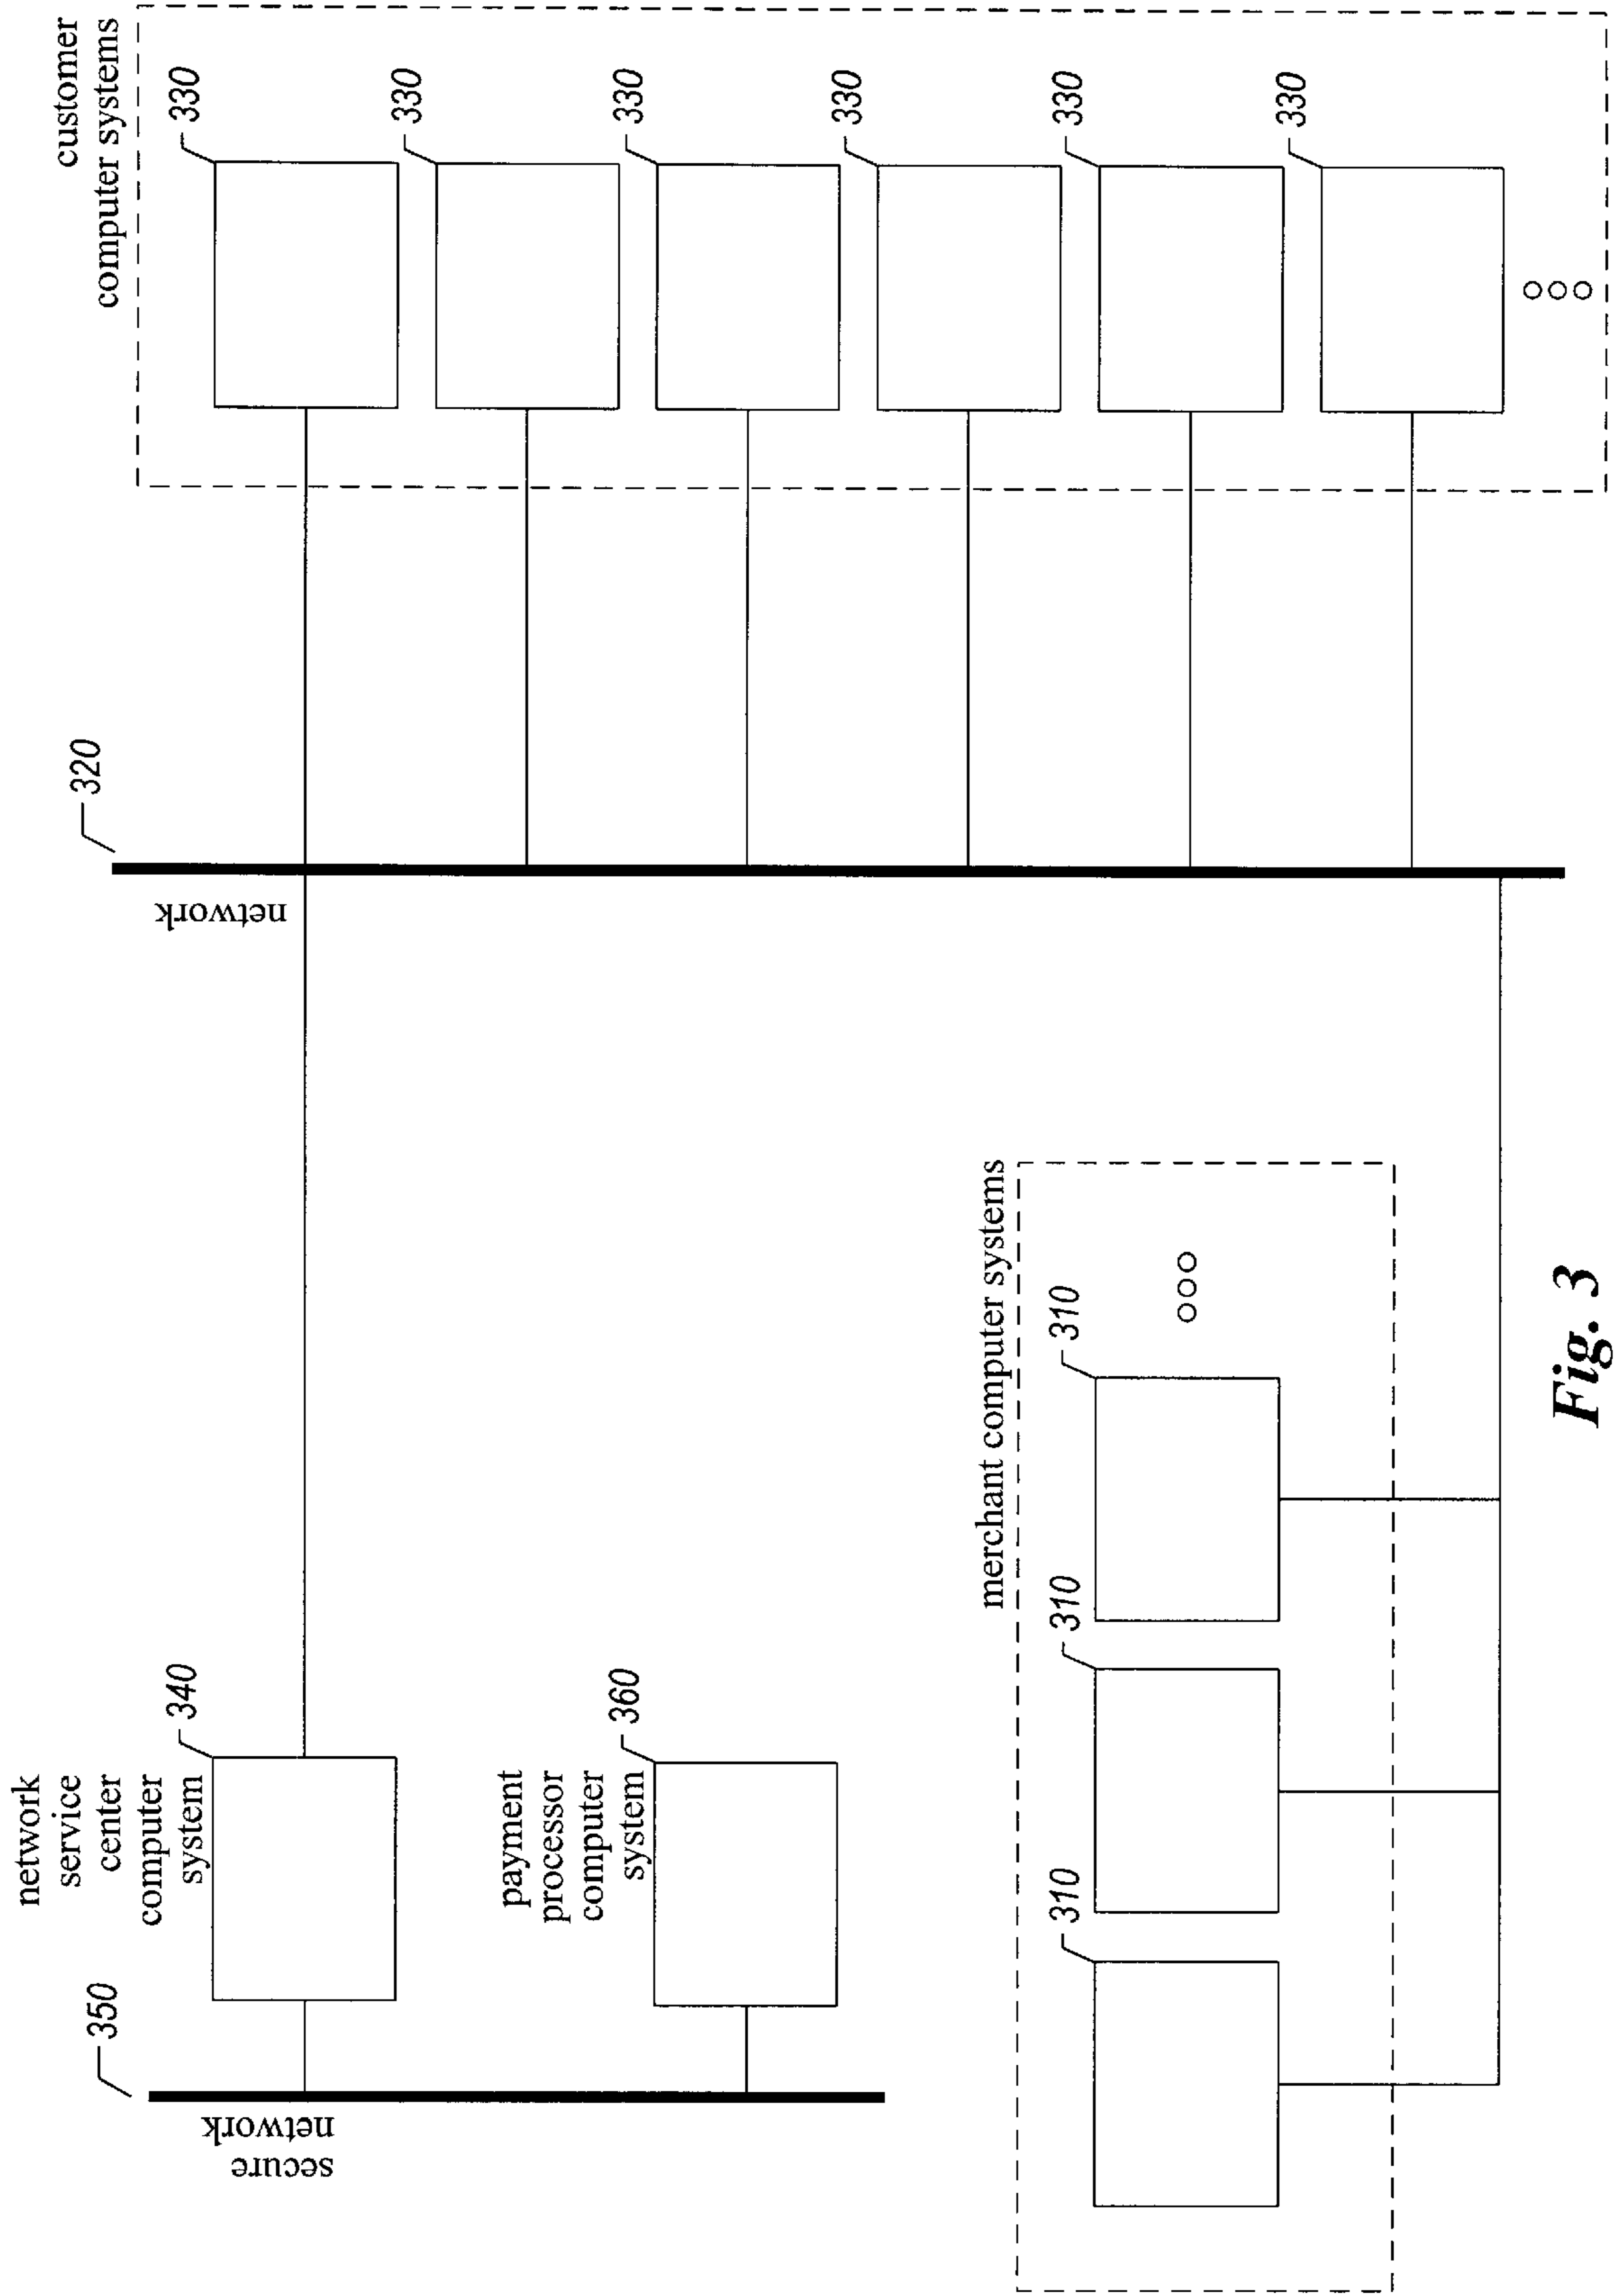 customer
computer systems
330
330
330
330
330
330
320
network
network
service
center
computer
system
340
350
secure
network
payment
processor
computer
system
360
merchant computer systems
310
310
310
Fig. 3